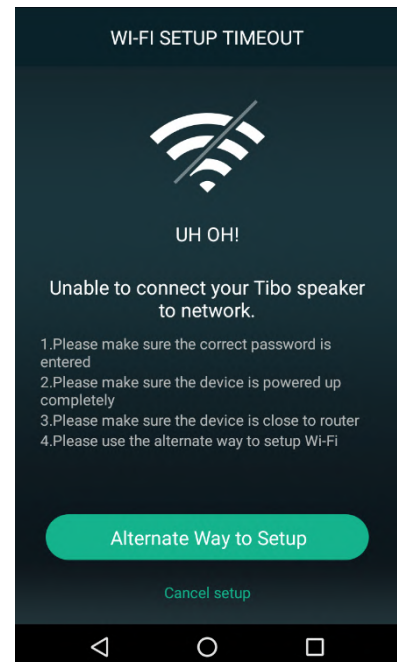 WI-FI SETUP TIMEOUT
UH OH!
Unable to connect your Tibo speaker
to network.
1.Please make sure the correct password is
entered
2.Please make sure the device is powered up
completely
3.Please make sure the device is close to router
4.Please use the alternate way to setup Wi-Fi
Alternate Way to Setup
Cancel setup